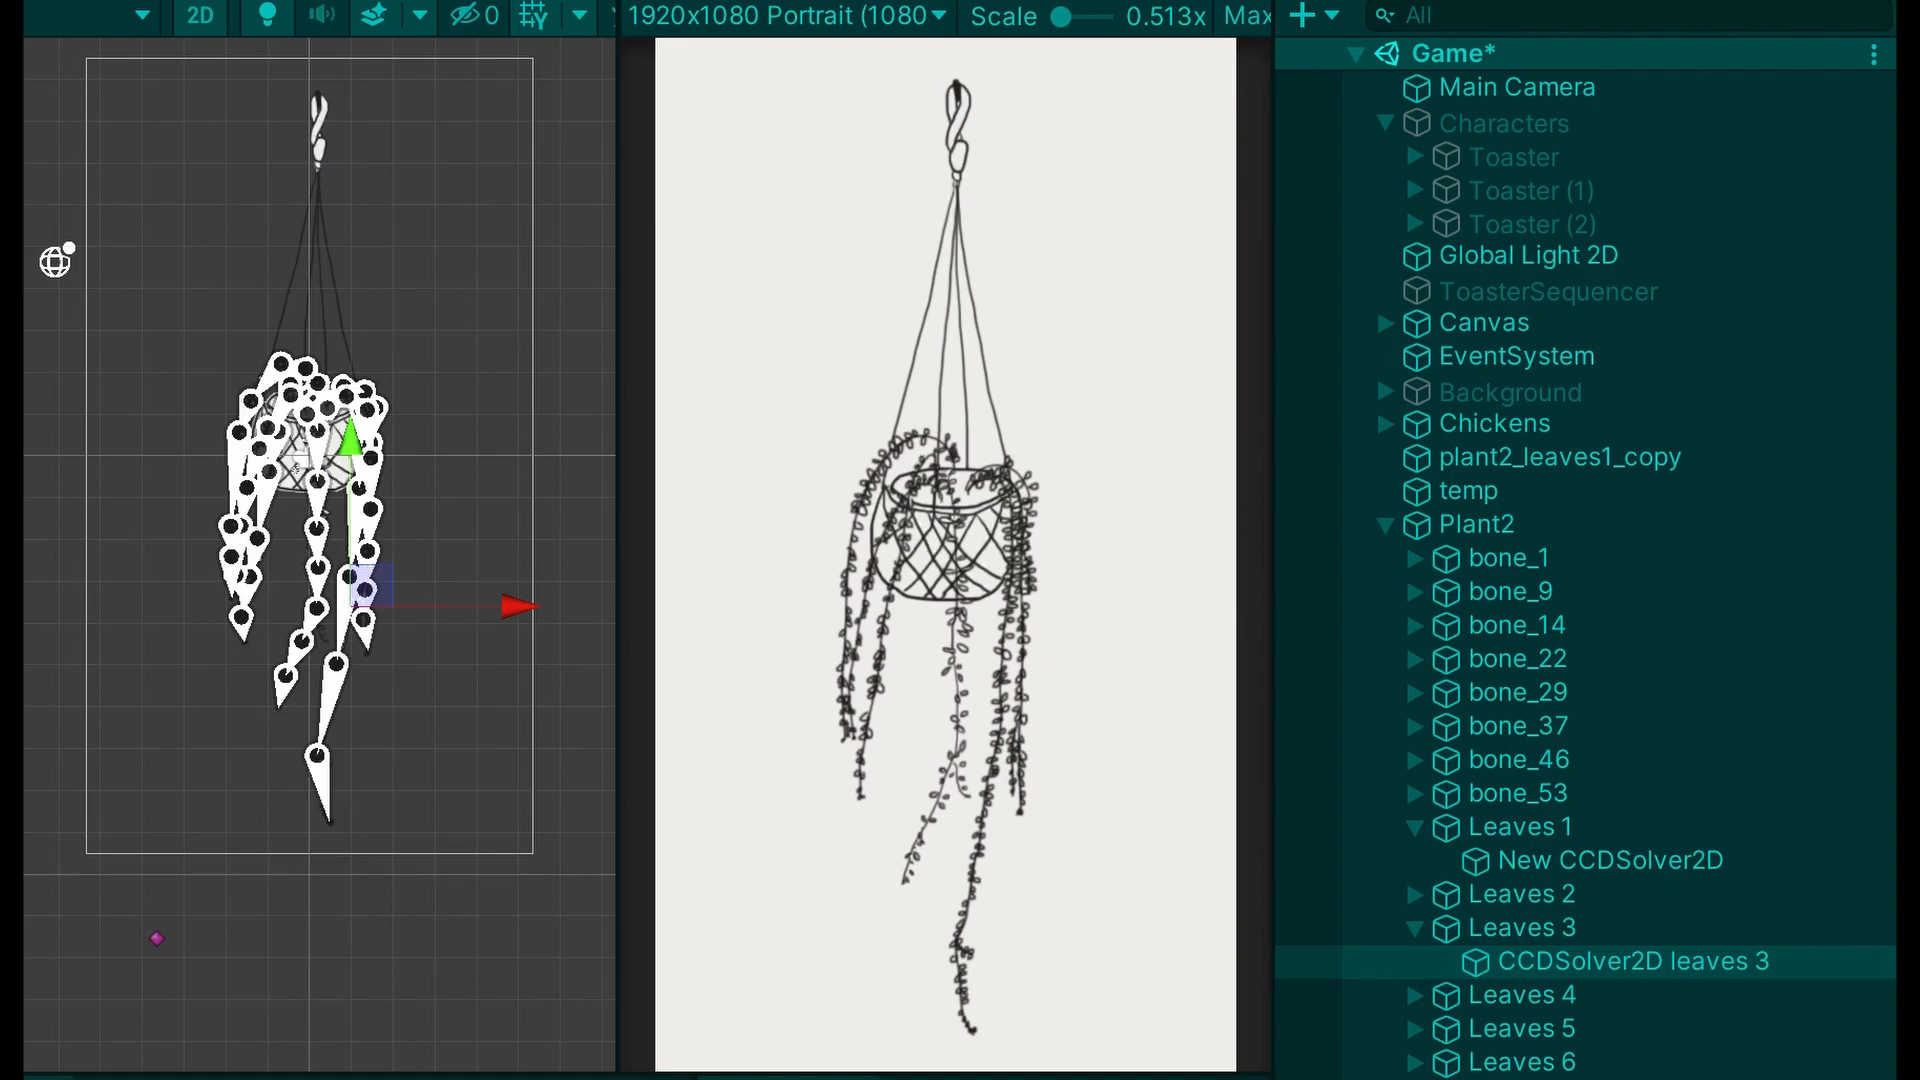 2D
0
1920x1080 Portrait (1080
Scale
0.513x
Max
All
Game*
Main Camera
Characters
Toaster
Toaster (1)
Toaster (2)
Global Light 2D
ToasterSequencer
Canvas
EventSystem
Background
Chickens
plant2_leaves1_copy
temp
Plant2
bone_1
bone_9
bone_14
bone_22
bone_29
bone_37
bone_46
bone_53
Leaves 1
New CCDSolver2D
Leaves 2
Leaves 3
CCDSolver2D leaves 3
Leaves 4
Leaves 5
Leaves 6